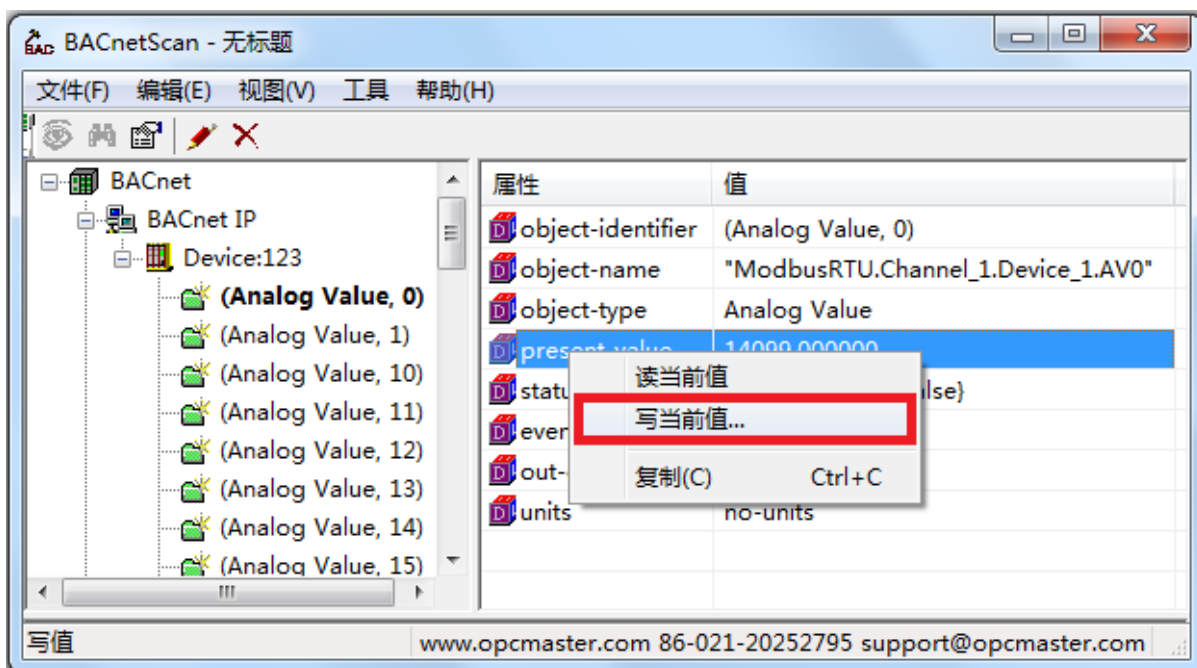 BAC BACnetScan - 无标题
文件(F) 编辑(E) 视图(V) 工具 帮助(H)
BACnet
BACnet IP
Device:123
(Analog Value, 0)
(Analog Value, 1)
(Analog Value, 10)
(Analog Value, 11)
(Analog Value, 12)
(Analog Value, 13)
(Analog Value, 14)
(Analog Value, 15)
属性 值
object-identifier (Analog Value, 0)
object-name "ModbusRTU.Channel_1.Device_1.AV0"
object-type Analog Value
present-value 14099.000000
units no-units
读当前值
写当前值...
复制(C) Ctrl+C
写值 www.opcmaster.com 86-021-20252795 support@opcmaster.com